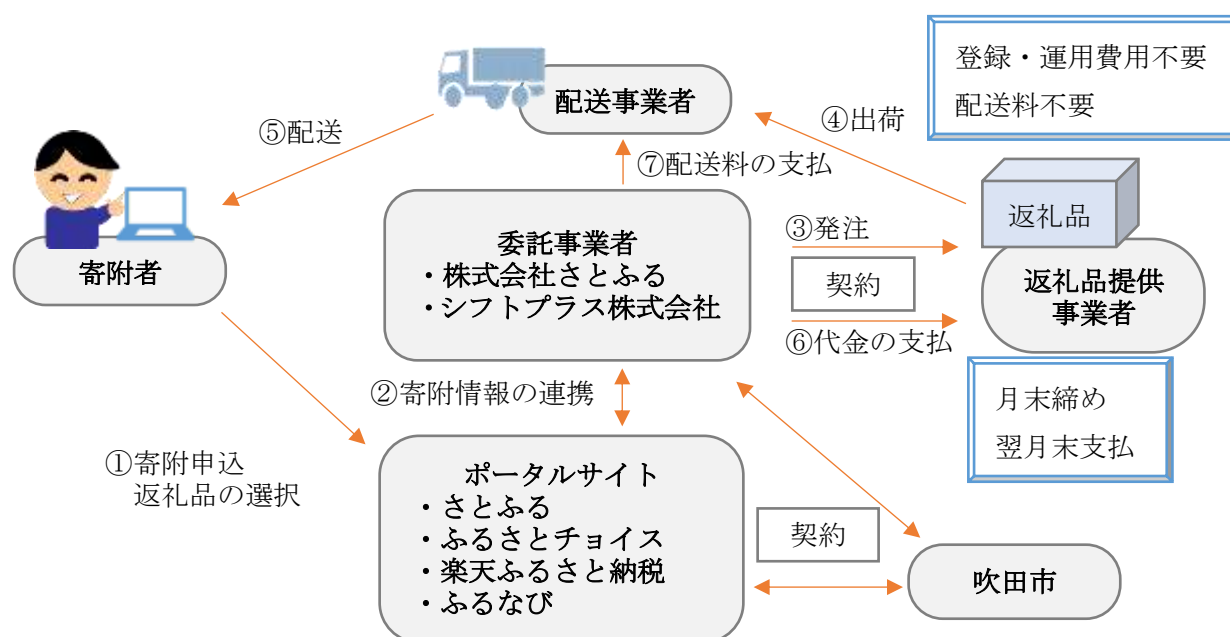 登録・運用費用不要
配送料不要
配送事業者
④出荷
⑤配送
⑦配送料の支払
返礼品
寄附者
委託事業者
・株式会社さとふる
・シフトプラス株式会社
③発注
契約
⑥代金の支払
返礼品提供
事業者
月末締め
翌月末支払
②寄附情報の連携
①寄附申込
返礼品の選択
ポータルサイト
・さとふる
・ふるさとチョイス
・楽天ふるさと納税
・ふるなび
契約
吹田市